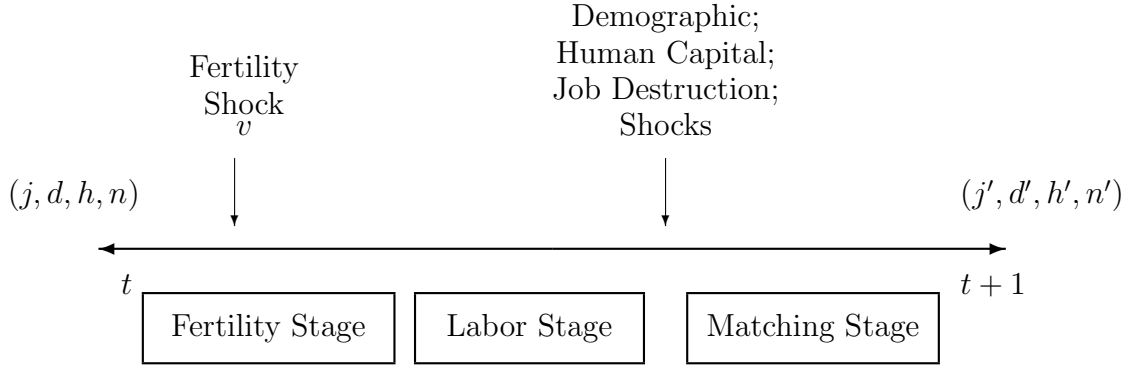 Demographic;
Human Capital;
Job Destruction;
Shocks
Fertility
Shock
v
(j, d, h, n)
(j′, d′, h′, n′)
t
t + 1
Fertility Stage
Labor Stage
Matching Stage